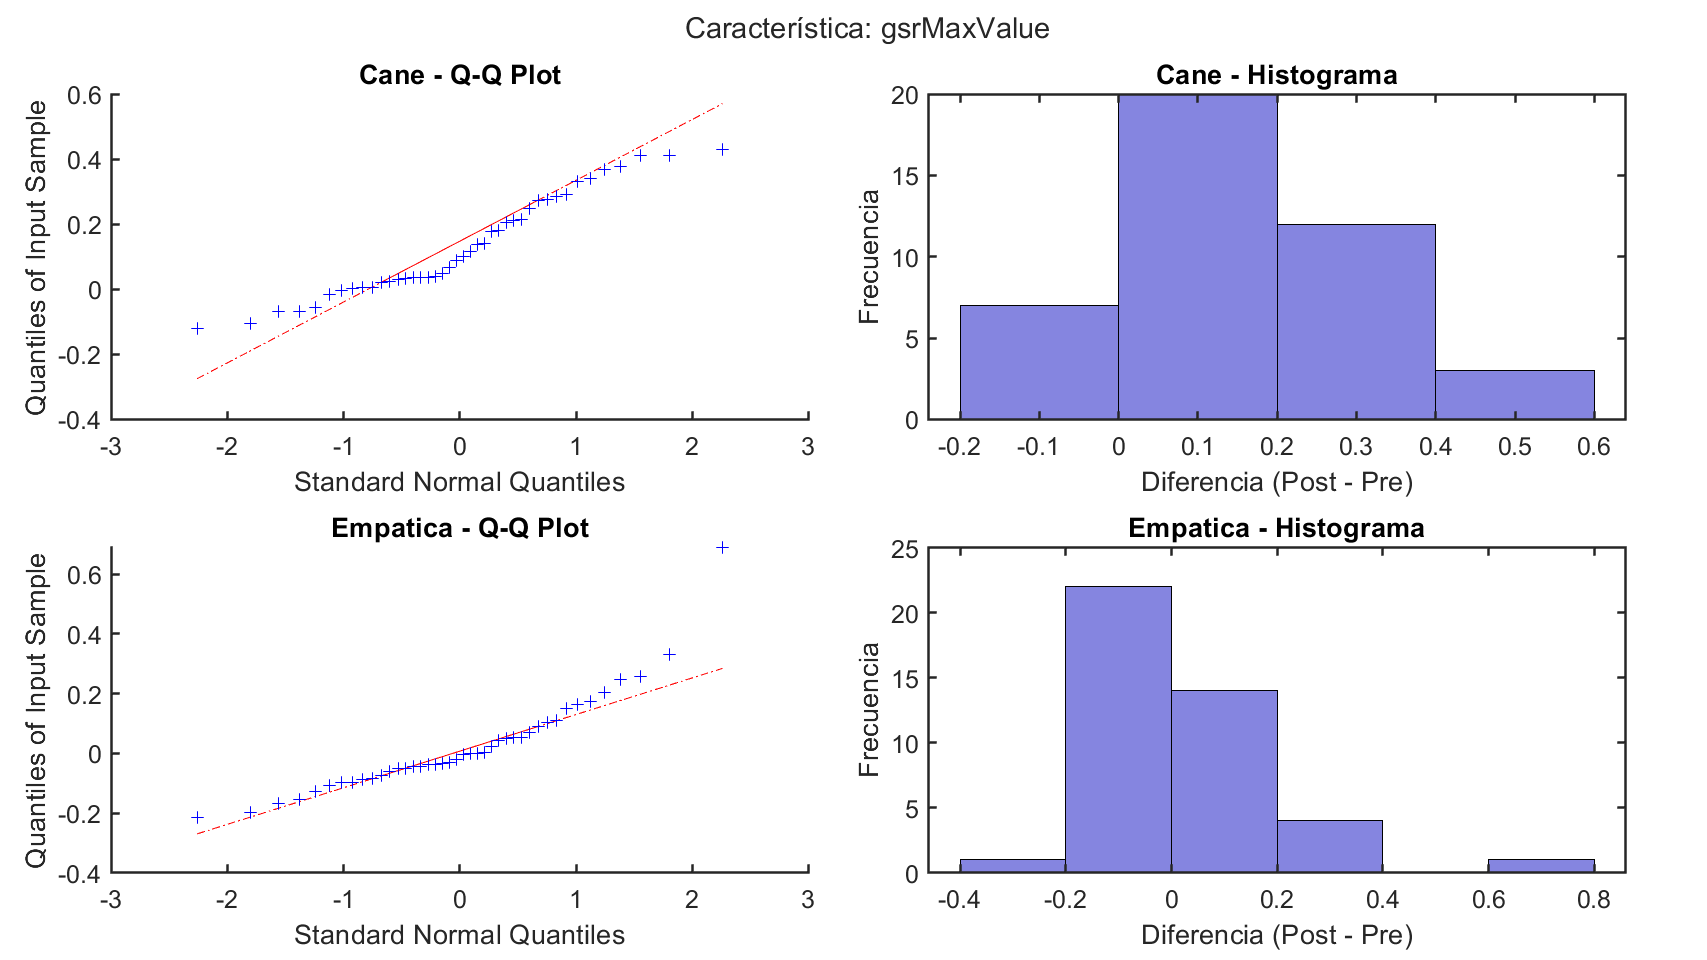 Característica: gsrMaxValue
Cane - Q-Q Plot
Quantiles of Input Sample
0.6
0.4
0.2
0
-0.2
-0.4
-3 -2 -1 0 1 2 3
Standard Normal Quantiles
Cane - Histograma
Frecuencia
20
15
10
5
0
-0.2 -0.1 0 0.1 0.2 0.3 0.4 0.5 0.6
Diferencia (Post - Pre)
Empatica - Q-Q Plot
Quantiles of Input Sample
0.6
0.4
0.2
0
-0.2
-0.4
-3 -2 -1 0 1 2 3
Standard Normal Quantiles
Empatica - Histograma
Frecuencia
25
20
15
10
5
0
-0.4 -0.2 0 0.2 0.4 0.6 0.8
Diferencia (Post - Pre)